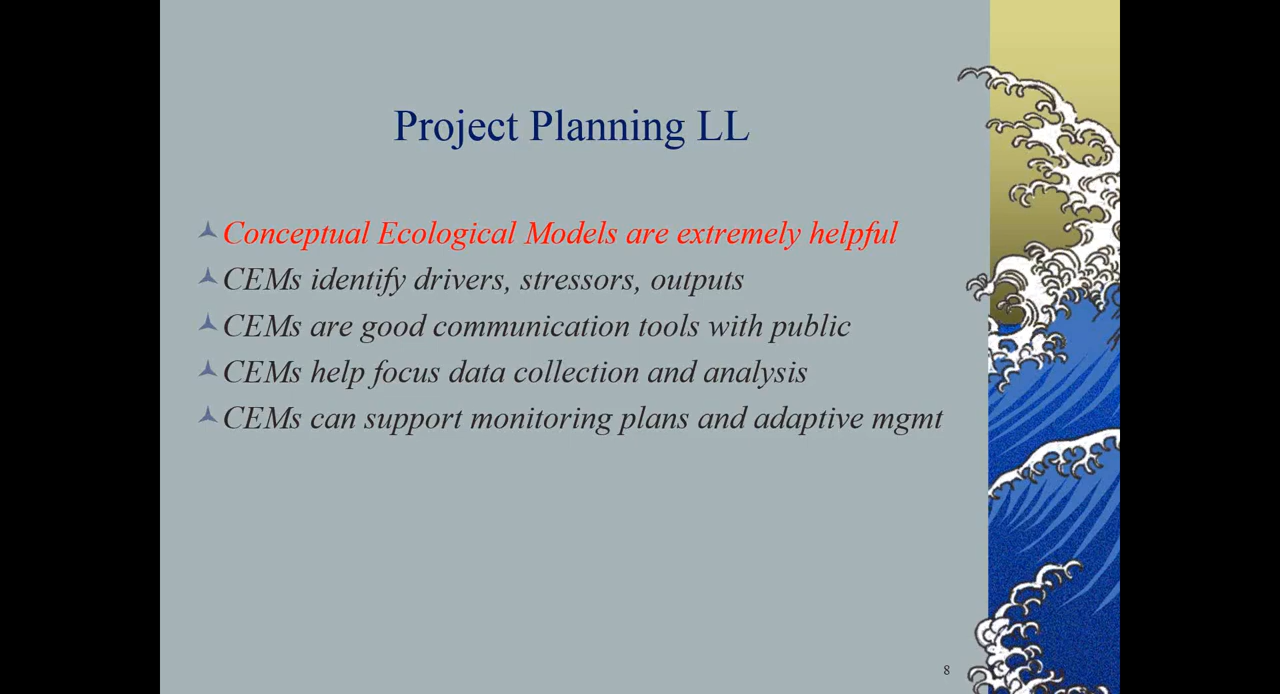 Project Planning LL
Conceptual Ecological Models are extremely helpful
CEMs identify drivers, stressors, outputs
CEMs are good communication tools with public
CEMs help focus data collection and analysis
CEMs can support monitoring plans and adaptive mgmt
8